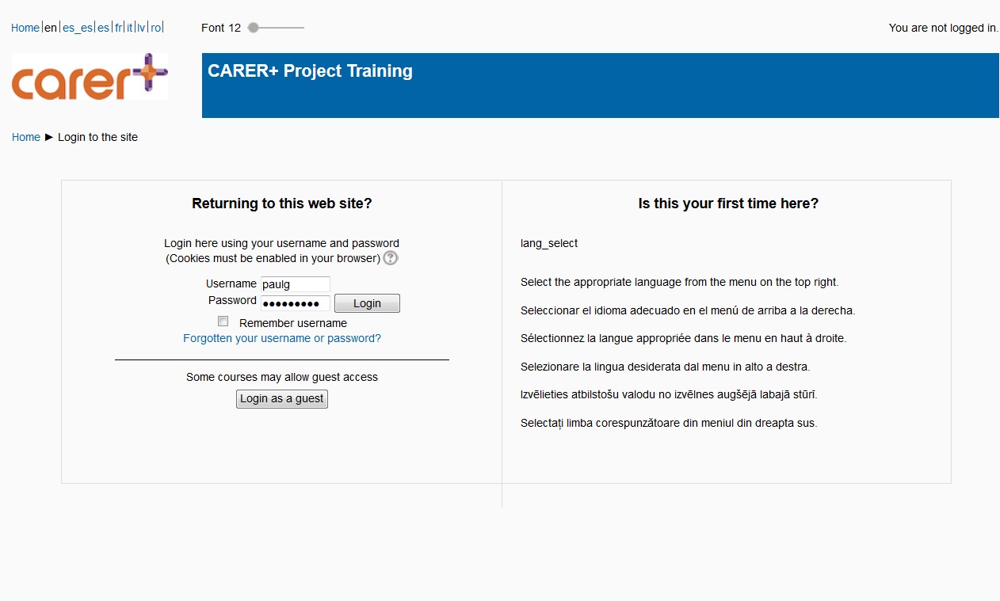 Home|en|es_es|es|fr|it|lv|ro| Font 12 You are not logged in.
carer+
CARER+ Project Training
Home ► Login to the site
Returning to this web site?
Login here using your username and password
(Cookies must be enabled in your browser) ?
Username paulg
Password ●●●●●●●●● Login
Remember username
Forgotten your username or password?
Some courses may allow guest access
Login as a guest
Is this your first time here?
lang_select
Select the appropriate language from the menu on the top right.
Seleccionar el idioma adecuado en el menú de arriba a la derecha.
Sélectionnez la langue appropriée dans le menu en haut à droite.
Selezionare la lingua desiderata dal menu in alto a destra.
Izvēlieties atbilstošu valodu no izvēlnes augšējā labajā stūrī.
Selectați limba corespunzătoare din meniul din dreapta sus.